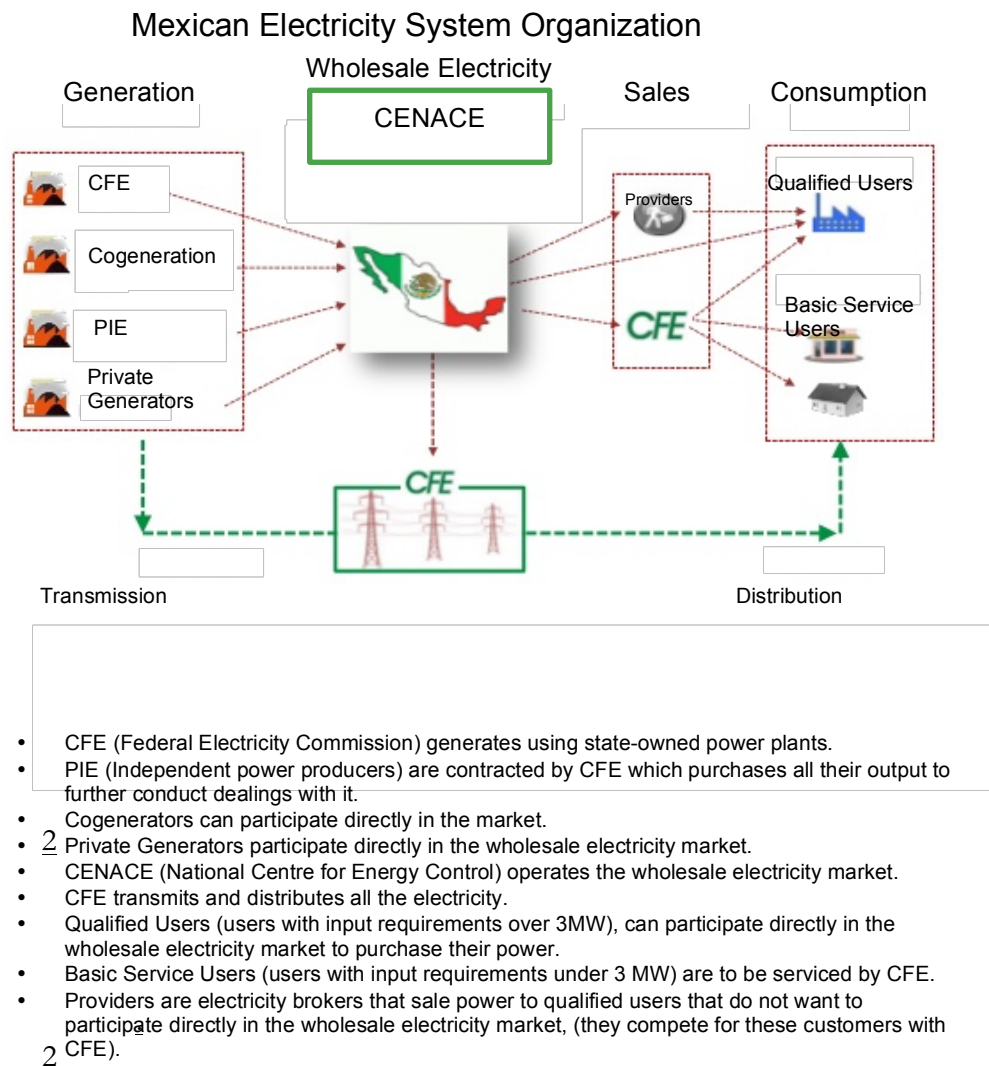 Mexican Electricity System Organization
Wholesale Electricity
Generation
CENACE
Sales
Consumption
CFE
Cogeneration
PIE
Private
Generators
Providers
CFE
Qualified Users
Basic Service
Users
CFE
Transmission
Distribution
• CFE (Federal Electricity Commission) generates using state-owned power plants.
• PIE (Independent power producers) are contracted by CFE which purchases all their output to
further conduct dealings with it.
• Cogenerators can participate directly in the market.
• 2 Private Generators participate directly in the wholesale electricity market.
• CENACE (National Centre for Energy Control) operates the wholesale electricity market.
• CFE transmits and distributes all the electricity.
• Qualified Users (users with input requirements over 3MW), can participate directly in the
wholesale electricity market to purchase their power.
• Basic Service Users (users with input requirements under 3 MW) are to be serviced by CFE.
• Providers are electricity brokers that sale power to qualified users that do not want to
participate directly in the wholesale electricity market, (they compete for these customers with
2 CFE).